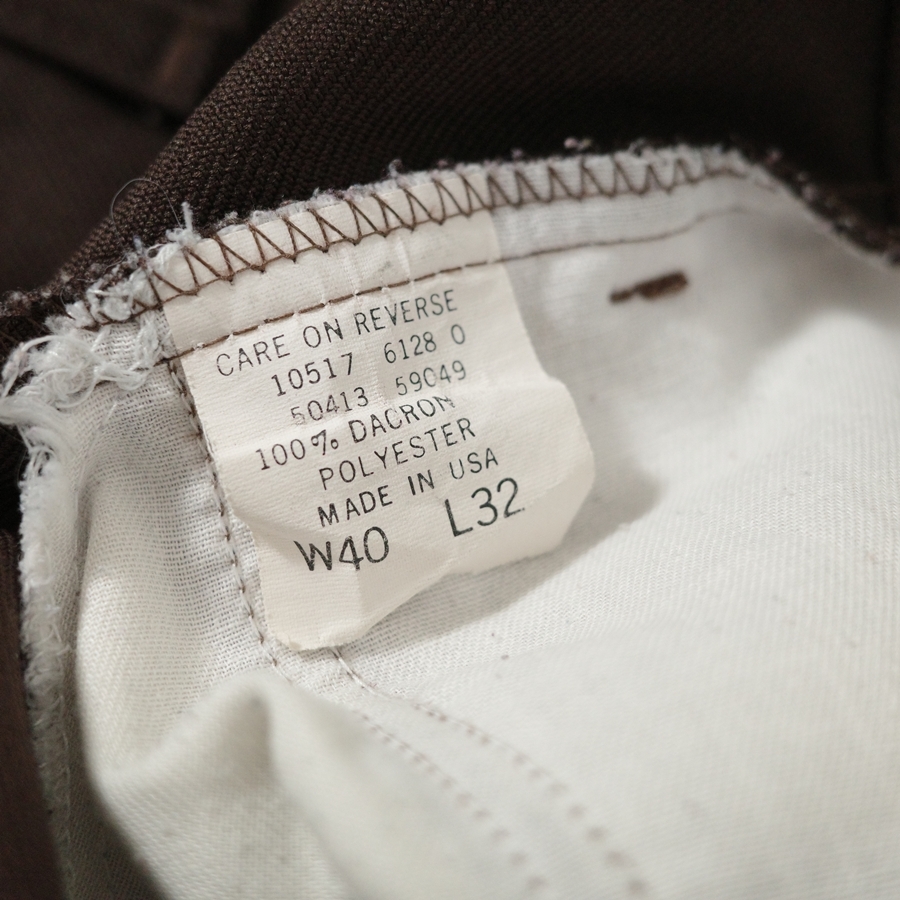 CARE ON REVERSE
10517 6128 0
50413 59049
100% DACRON
POLYESTER
MADE IN USA
W40 L32